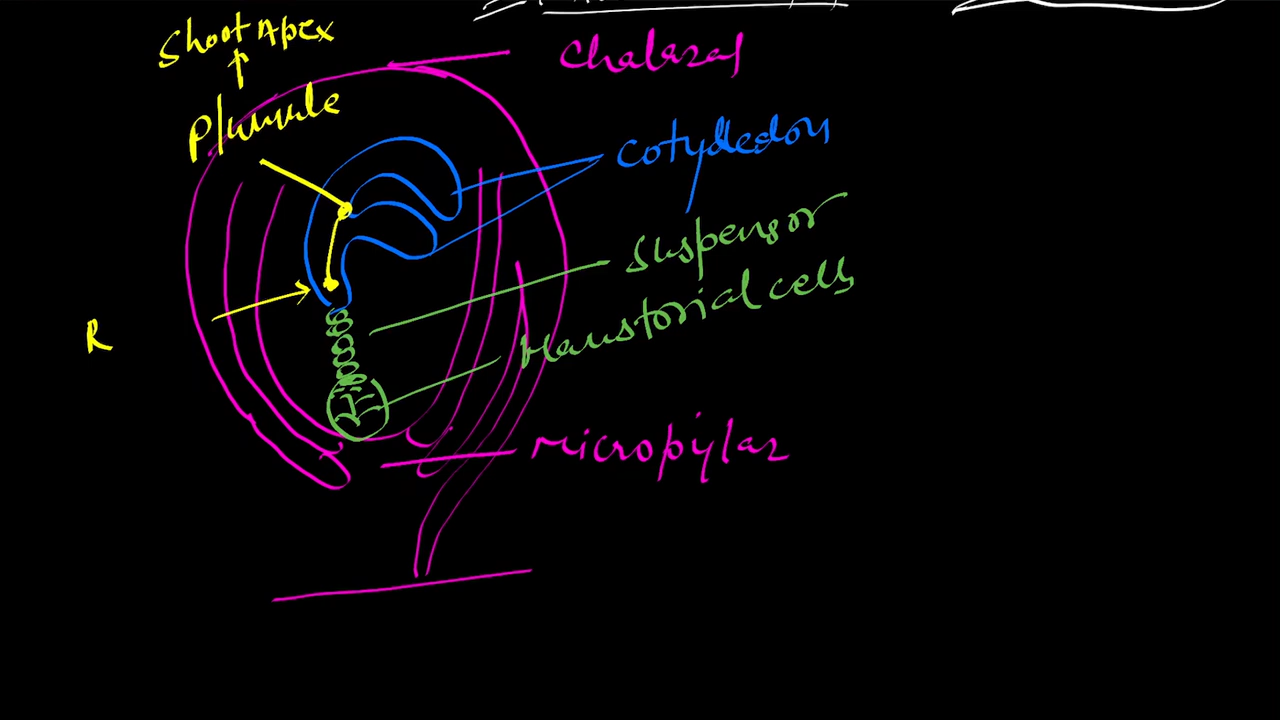 Shoot Apex
Plumule
Chalazal
Cotyledon
Suspensor
Haustorial cells
R
Micropylar